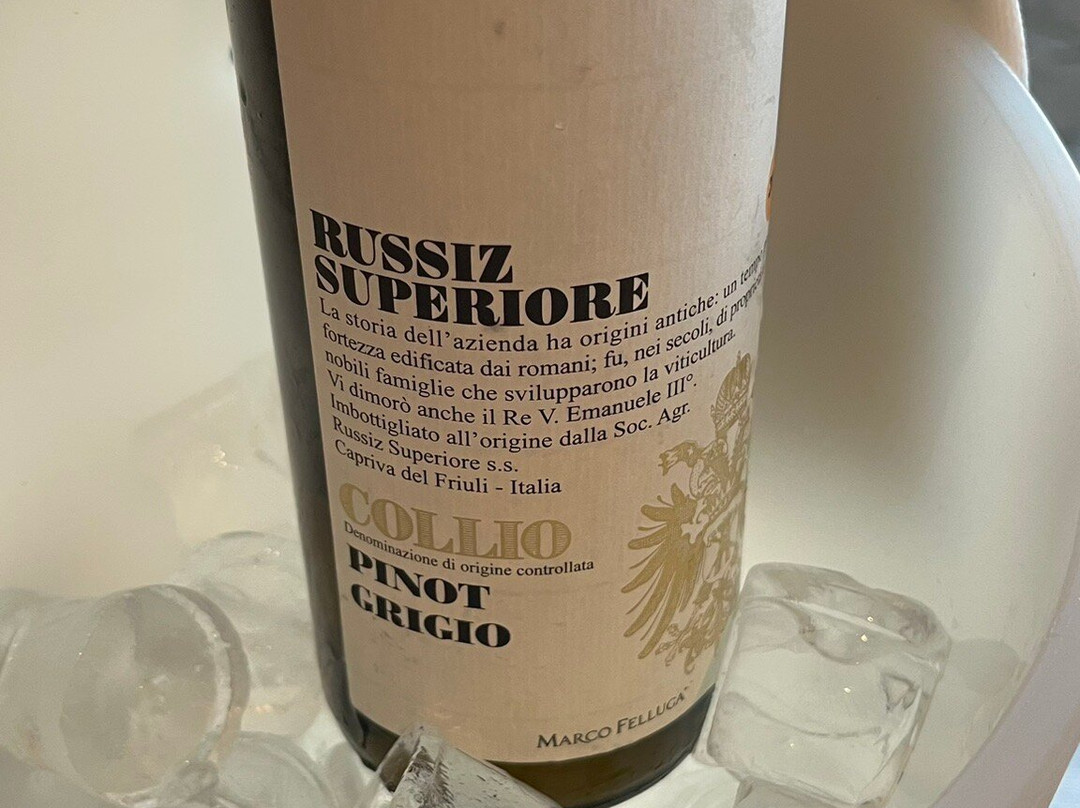 RUSSIZ
SUPERIORE
La storia dell'azienda ha origini antiche: un tempo
fortezza edificata dai romani; fu, nei secoli, di
nobili famiglie che svilupparono la viticultura.
Vi dimorò anche il Re V. Emanuele III°.
Imbottigliato all'origine dalla Soc. Agr.
Russiz Superiore s.s.
Capriva del Friuli - Italia
COLLIO
Denominazione di origine controllata
PINOT
GRIGIO
MARCO FELLUGA